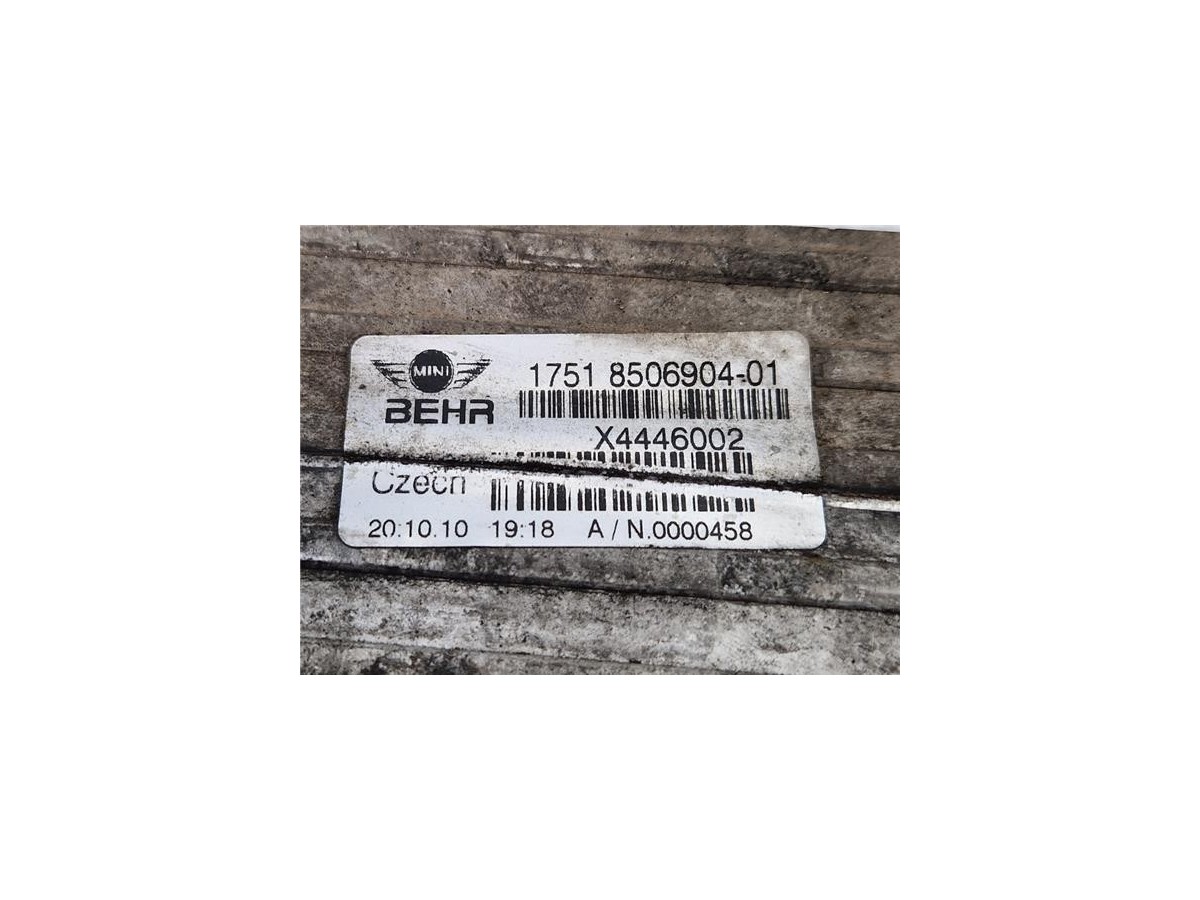 MINI
BEHR
1751 8506904-01
X4446002
Czech
20.10.10 19:18 A / N.0000458